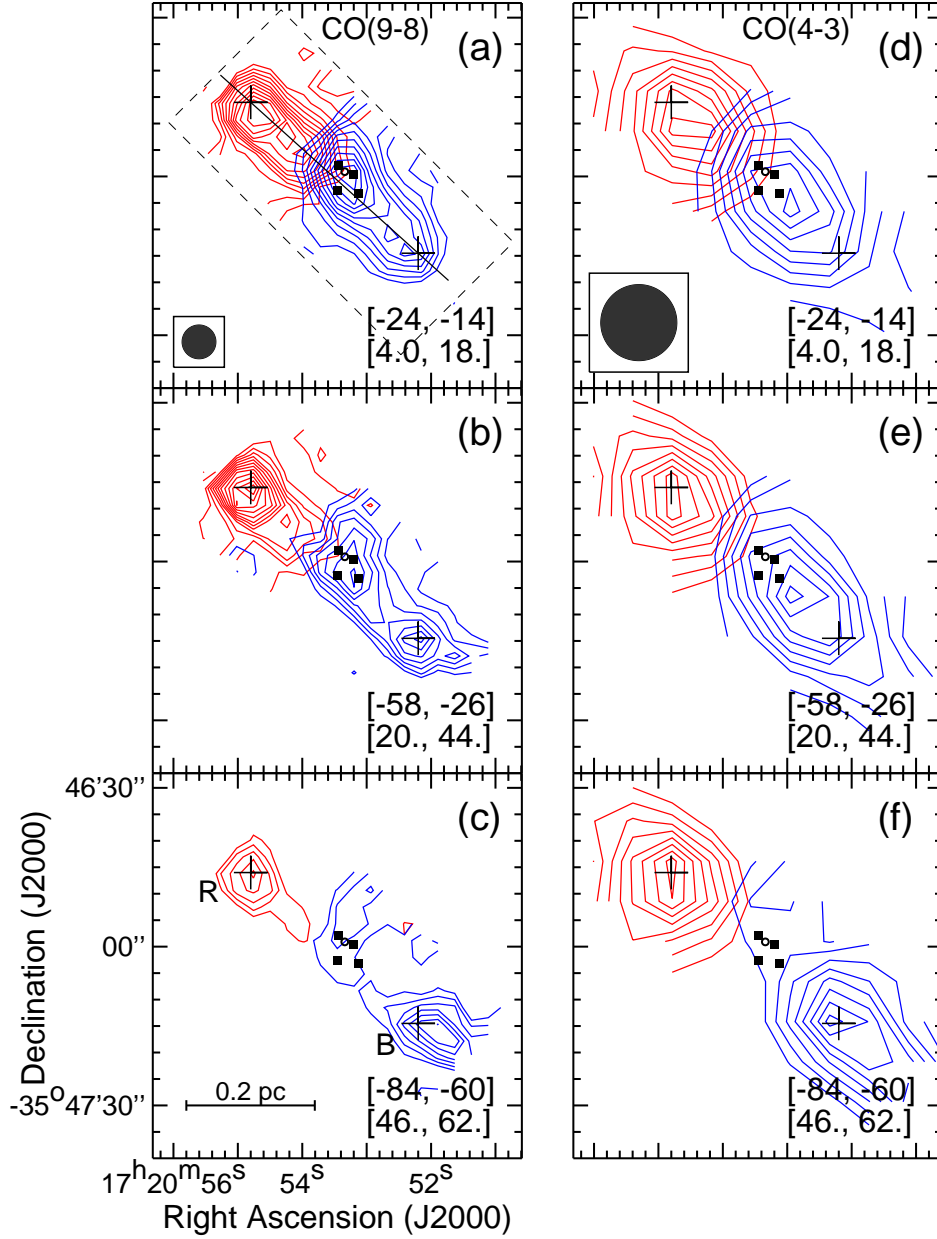 CO(9-8)
(a)
[-24, -14]
[4.0, 18.]
CO(4-3)
(d)
[-24, -14]
[4.0, 18.]
(b)
[-58, -26]
[20., 44.]
(e)
[-58, -26]
[20., 44.]
(c)
R
B
0.2 pc
[-84, -60]
[46., 62.]
(f)
[-84, -60]
[46., 62.]
46'30''
00''
-35°47'30''
Declination (J2000)
17ʰ20ᵐ56ˢ 54ˢ 52ˢ
Right Ascension (J2000)